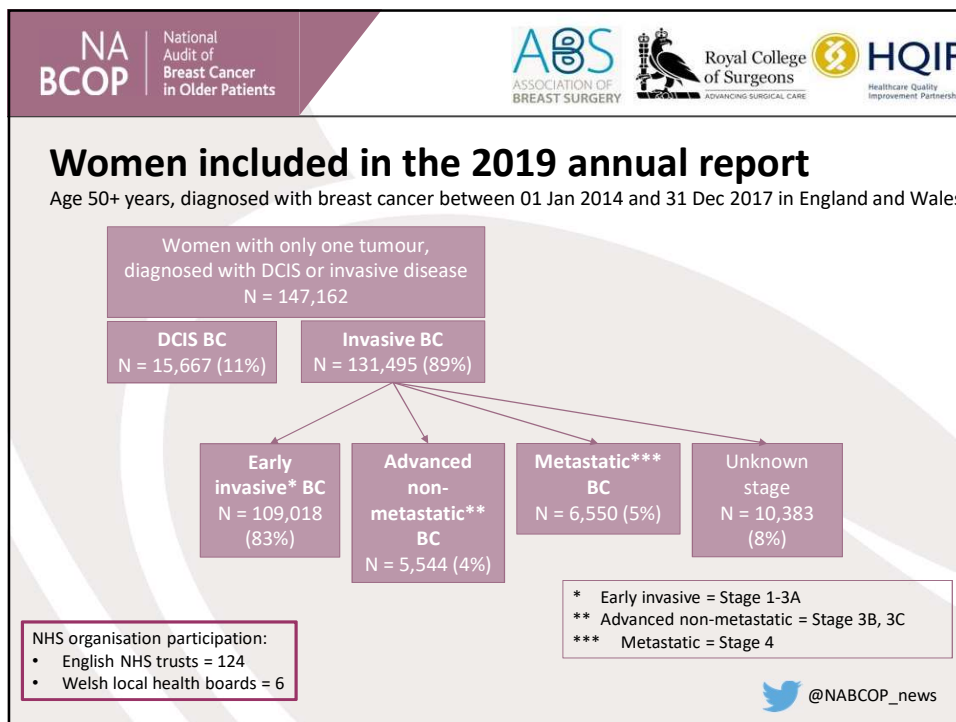 NA
BCOP
National
Audit of
Breast Cancer
in Older Patients
ABS
ASSOCIATION OF
BREAST SURGERY
Royal College
of Surgeons
ADVANCING SURGICAL CARE
HQIP
Healthcare Quality
Improvement Partnersh
Women included in the 2019 annual report
Age 50+ years, diagnosed with breast cancer between 01 Jan 2014 and 31 Dec 2017 in England and Wales
Women with only one tumour,
diagnosed with DCIS or invasive disease
N = 147,162
DCIS BC
N = 15,667 (11%)
Invasive BC
N = 131,495 (89%)
Early
invasive* BC
N = 109,018
(83%)
Advanced
non-
metastatic**
BC
N = 5,544 (4%)
Metastatic***
BC
N = 6,550 (5%)
Unknown
stage
N = 10,383
(8%)
* Early invasive = Stage 1-3A
** Advanced non-metastatic = Stage 3B, 3C
*** Metastatic = Stage 4
NHS organisation participation:
• English NHS trusts = 124
• Welsh local health boards = 6
@NABCOP_news